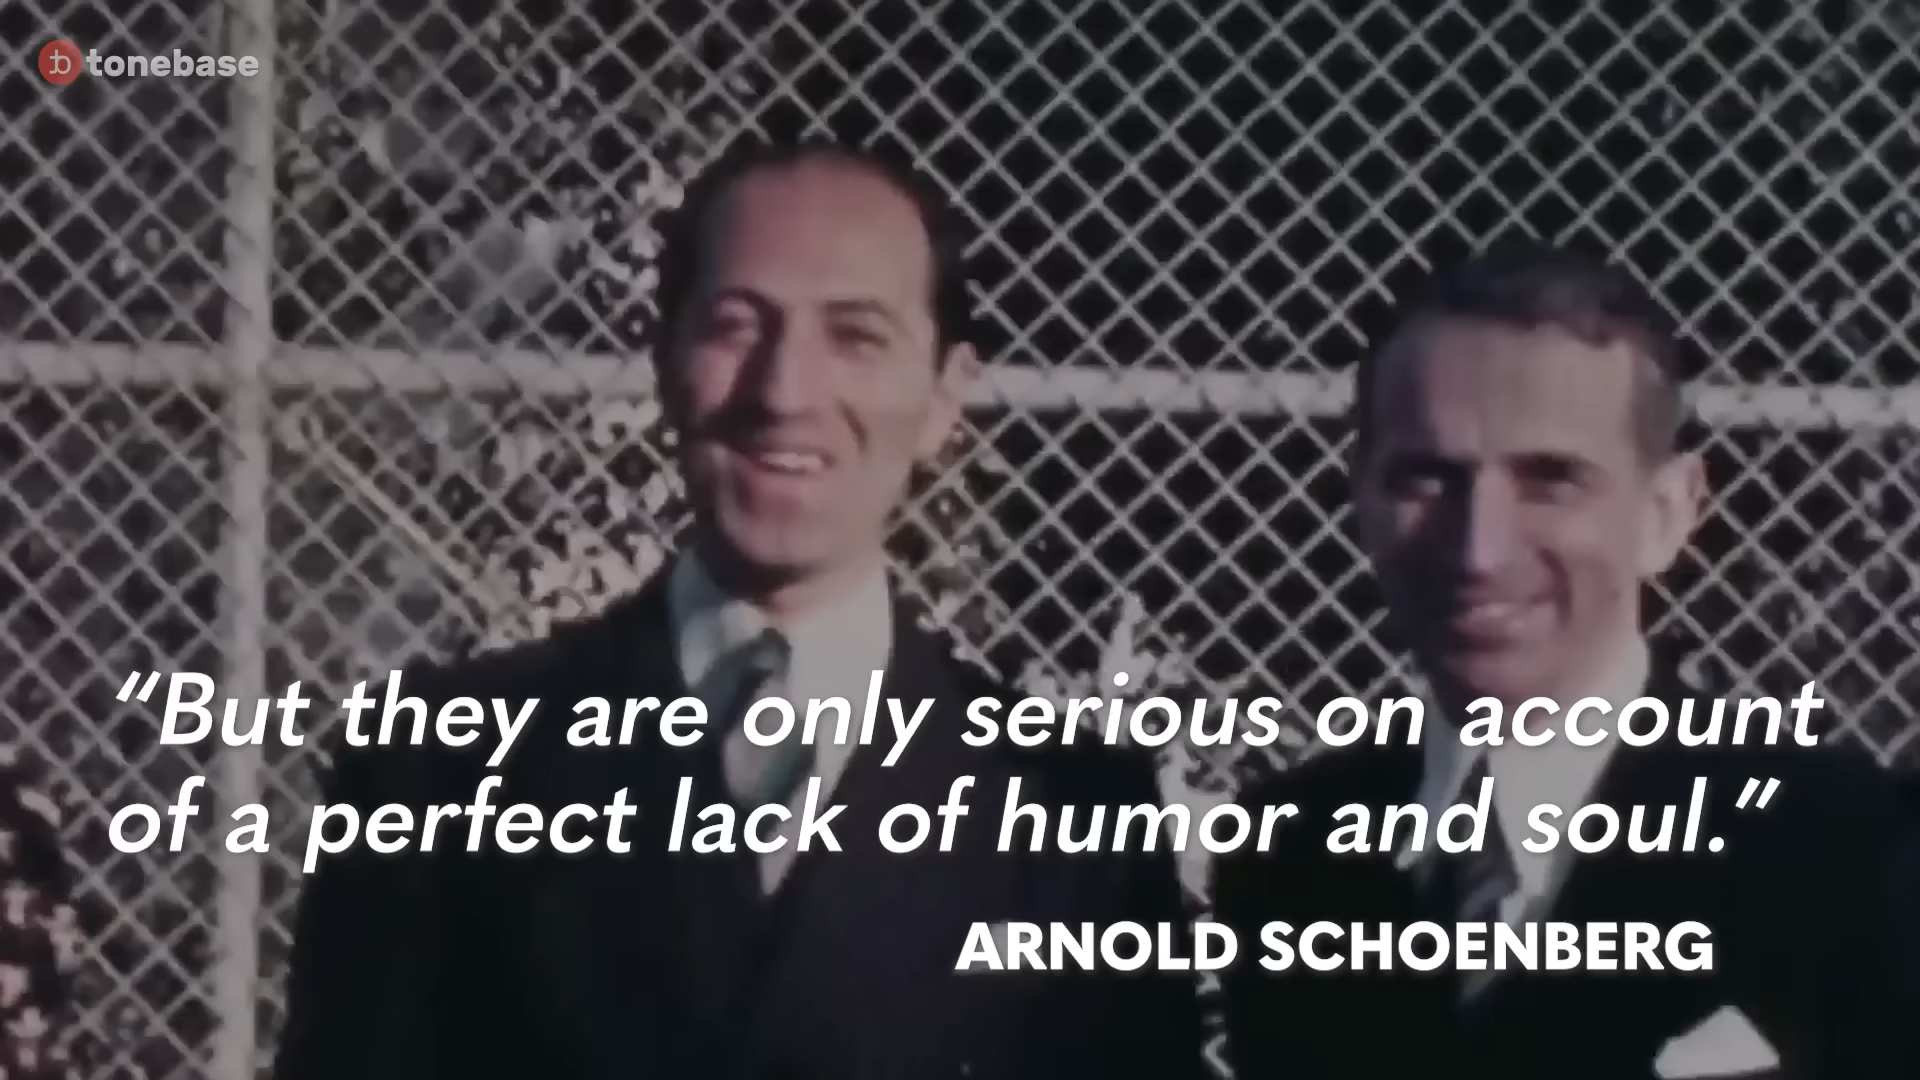 tonebase
“But they are only serious on account
of a perfect lack of humor and soul.”
ARNOLD SCHOENBERG